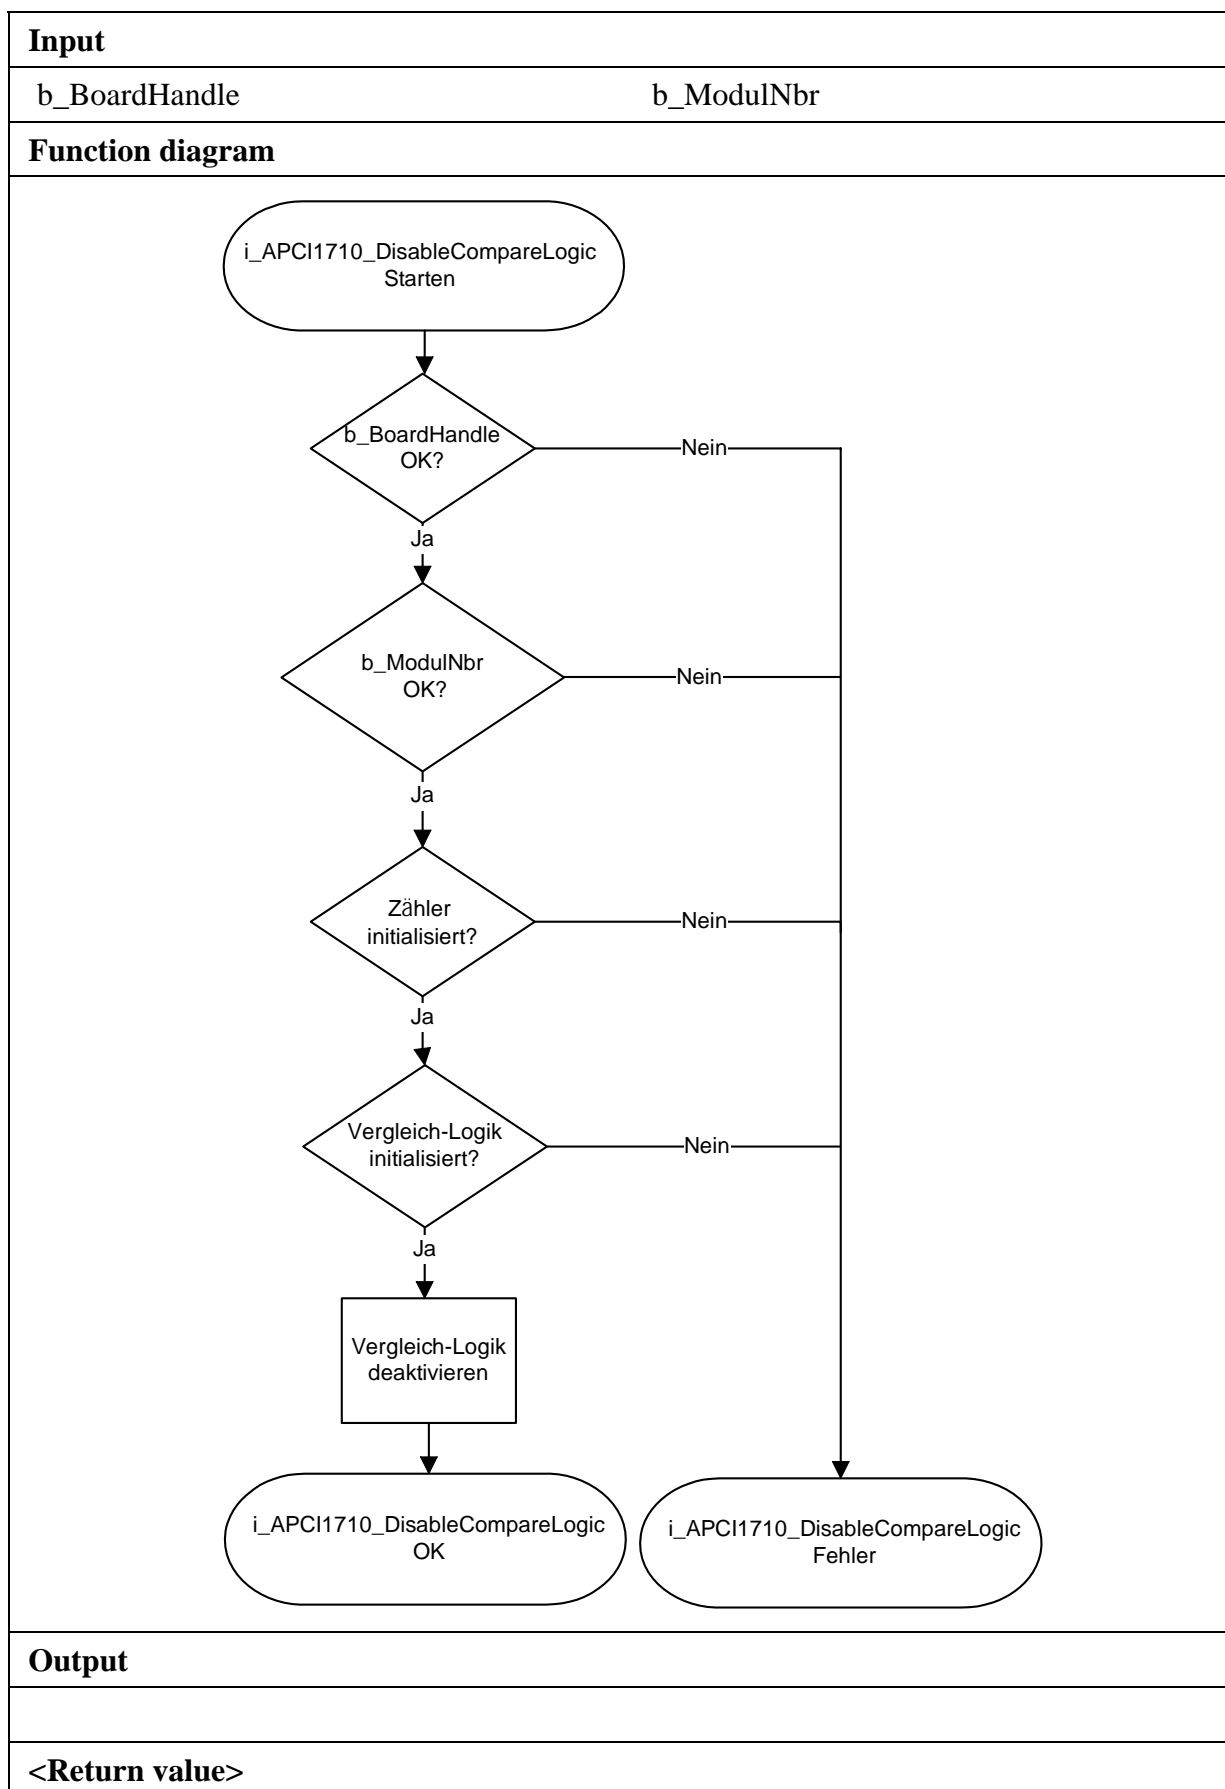 Input
b_BoardHandle b_ModulNbr
Function diagram
i_APCI1710_DisableCompareLogic
Starten
b_BoardHandle
OK?
Nein
Ja
b_ModulNbr
OK?
Nein
Ja
Zähler
initialisiert?
Nein
Ja
Vergleich-Logik
initialisiert?
Nein
Ja
Vergleich-Logik
deaktivieren
i_APCI1710_DisableCompareLogic
OK
i_APCI1710_DisableCompareLogic
Fehler
Output
<Return value>